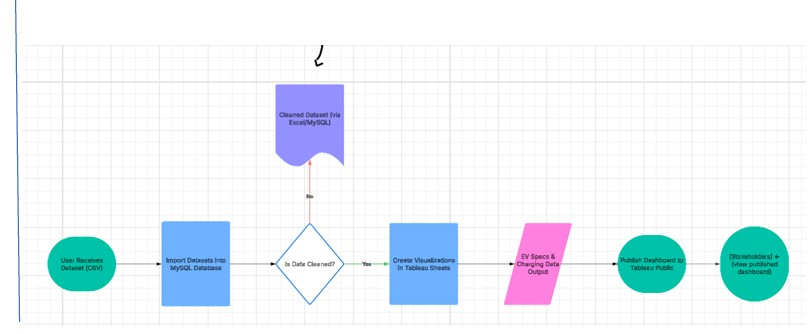 Cleaned Dataset (via
Excel/MySQL)
No
User Receives
Dataset (CSV)
Import Datasets into
MySQL Database
Is Data Cleaned?
Yes
Create Visualizations
in Tableau Sheets
EV Specs &
Charging Data
Output
Publish Dashboard to
Tableau Public
[Stakeholders] ←
(view published
dashboard)